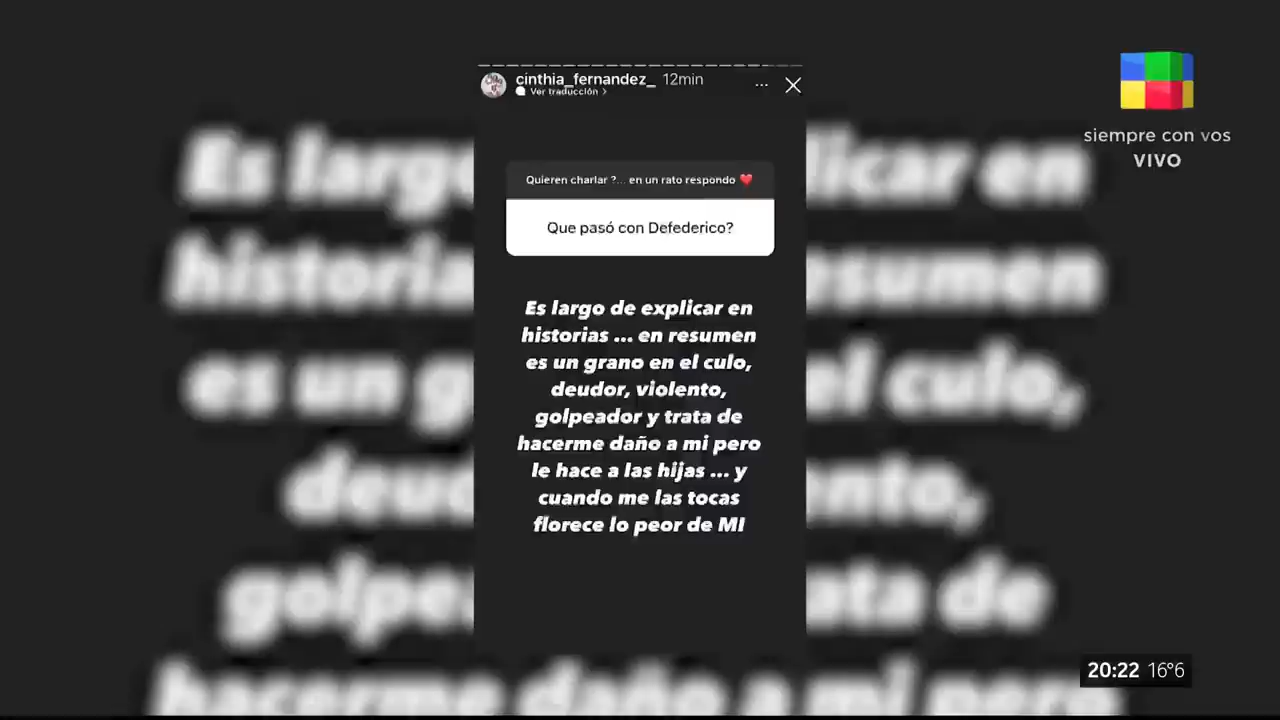 cinthia_fernandez_ 12min
Ver traducción >
siempre con vos
VIVO
Quieren charlar ?... en un rato respondo ❤️
Que pasó con Defederico?
Es largo de explicar en
historias ... en resumen
es un grano en el culo,
deudor, violento,
golpeador y trata de
hacerme daño a mi pero
le hace a las hijas ... y
cuando me las tocas
florece lo peor de MI
20:22 16°6